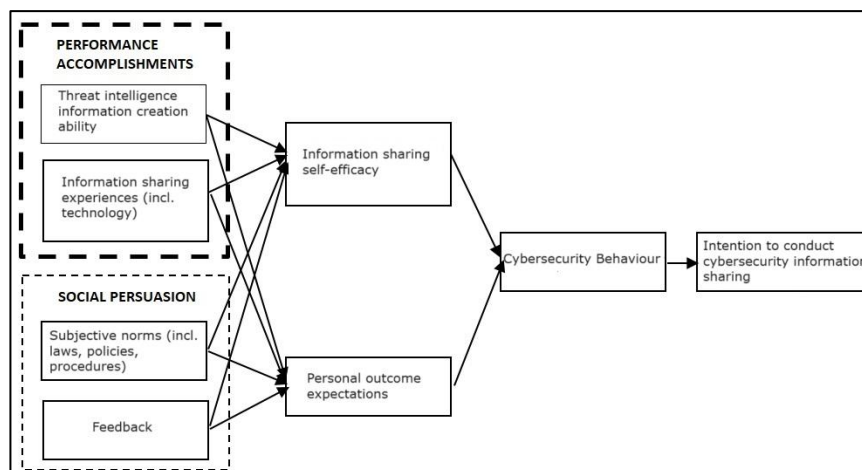 PERFORMANCE
ACCOMPLISHMENTS
Threat intelligence
information creation
ability
Information sharing
experiences (incl.
technology)
SOCIAL PERSUASION
Subjective norms (incl.
laws, policies,
procedures)
Feedback
Information sharing
self-efficacy
Personal outcome
expectations
Cybersecurity Behaviour
Intention to conduct
cybersecurity information
sharing